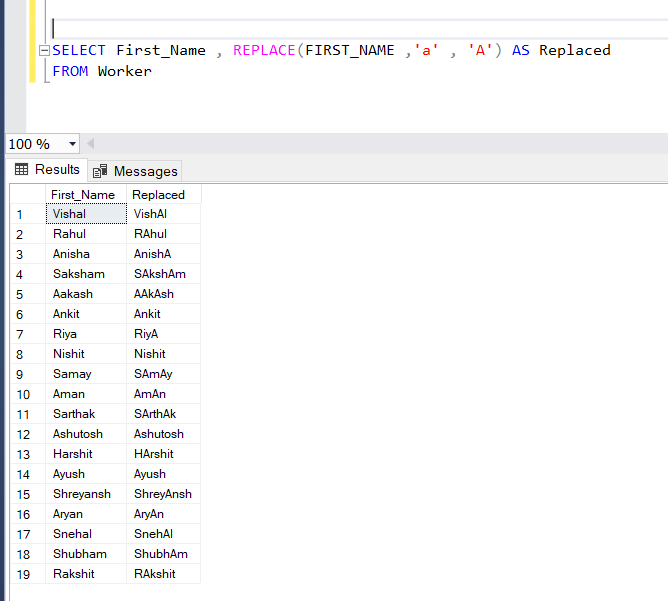 SELECT First_Name , REPLACE(FIRST_NAME ,'a' , 'A') AS Replaced
FROM Worker
100 %
Results Messages
First_Name Replaced
1 Vishal VishAl
2 Rahul RAhul
3 Anisha AnishA
4 Saksham SAkshAm
5 Aakash AAkAsh
6 Ankit Ankit
7 Riya RiyA
8 Nishit Nishit
9 Samay SAmAy
10 Aman AmAn
11 Sarthak SArthAk
12 Ashutosh Ashutosh
13 Harshit HArshit
14 Ayush Ayush
15 Shreyansh ShreyAnsh
16 Aryan AryAn
17 Snehal SnehAl
18 Shubham ShubhAm
19 Rakshit RAkshit